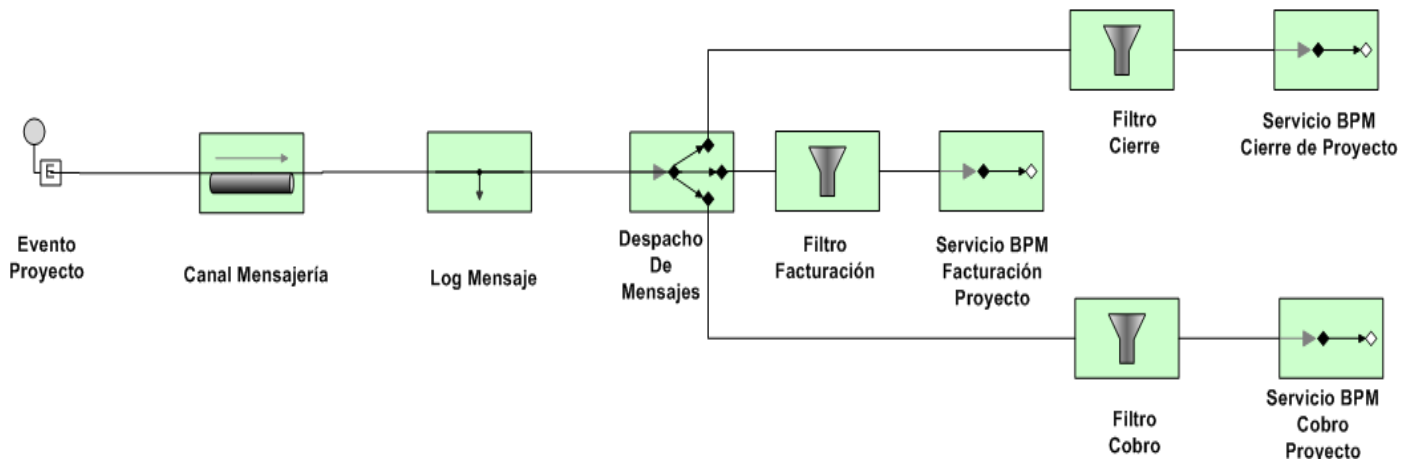 E
Evento
Proyecto
Canal Mensajería
Log Mensaje
Despacho
De
Mensajes
Filtro
Facturación
Servicio BPM
Facturación
Proyecto
Filtro
Cierre
Servicio BPM
Cierre de Proyecto
Filtro
Cobro
Servicio BPM
Cobro
Proyecto